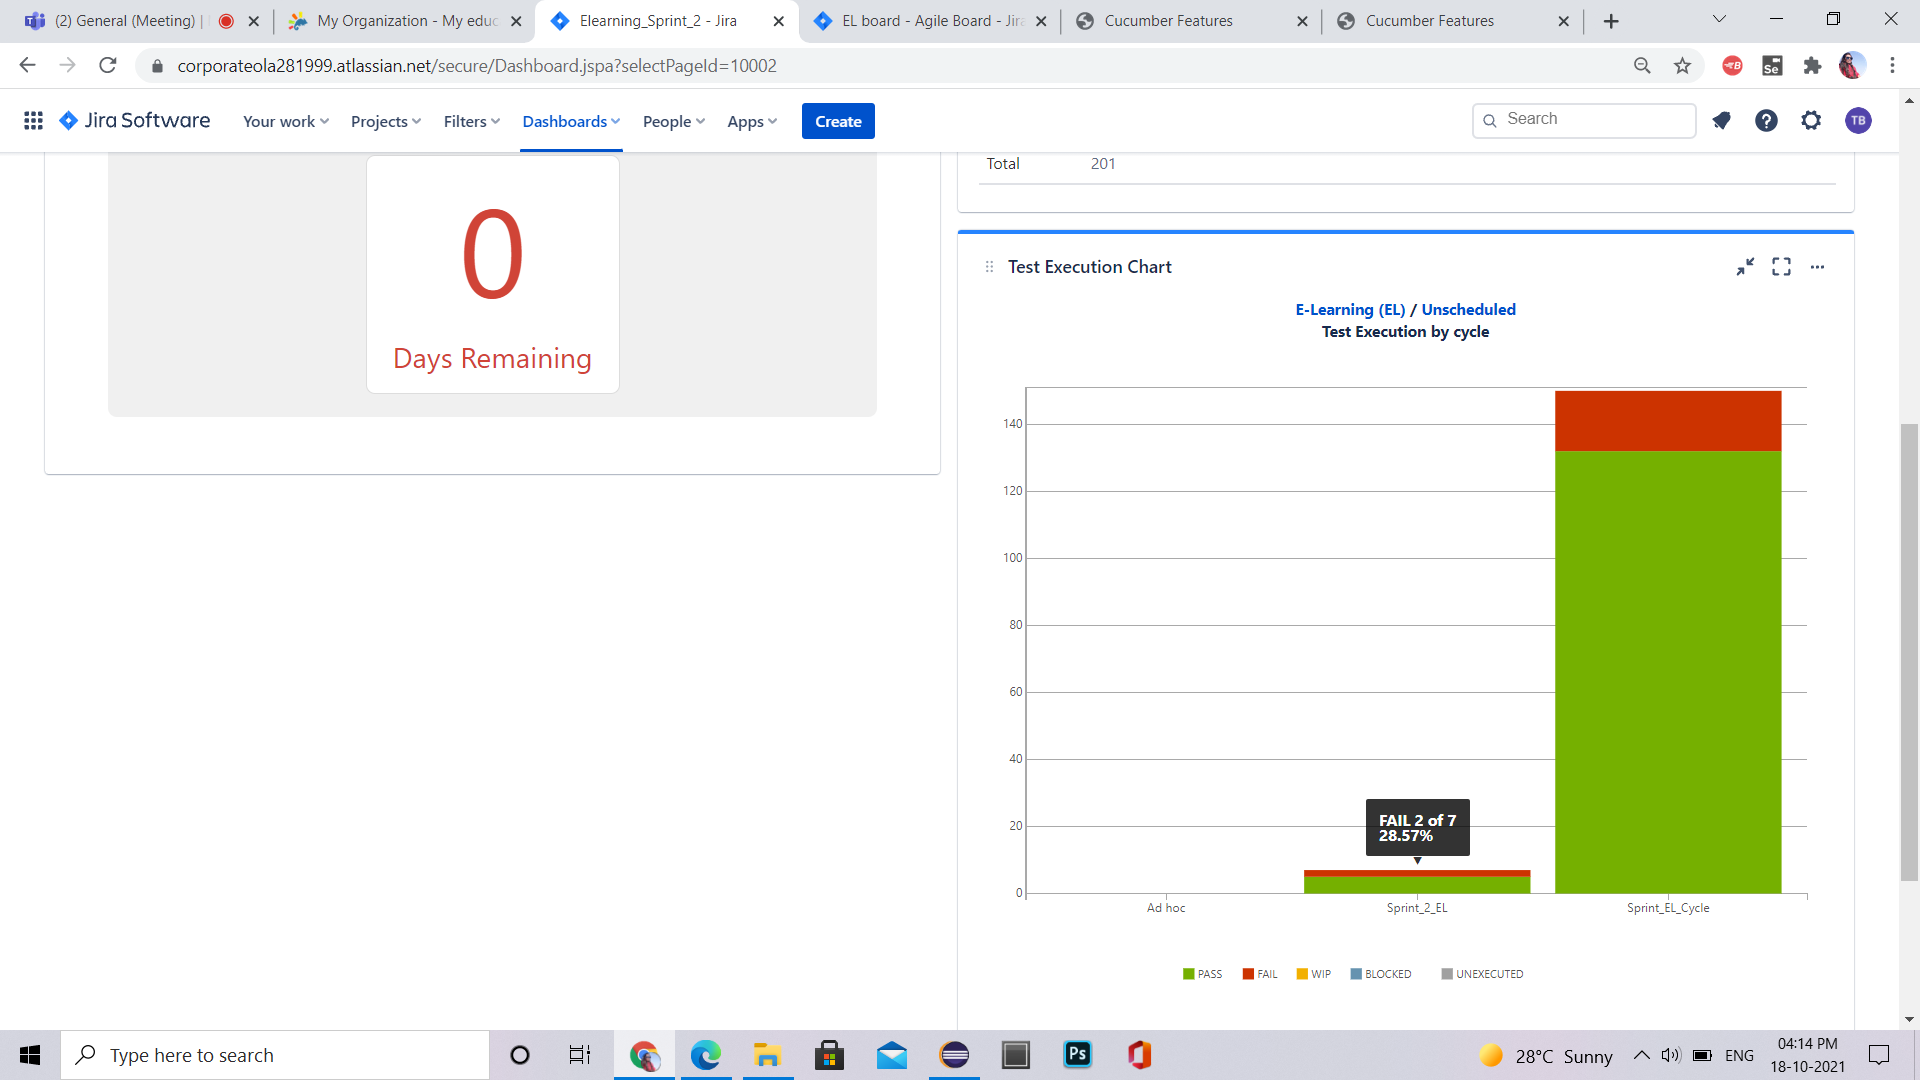 (2) General (Meeting) |
My Organization - My educ
Elearning_Sprint_2 - Jira
EL board - Agile Board - Jira
Cucumber Features
Cucumber Features
corporateola281999.atlassian.net/secure/Dashboard.jspa?selectPageId=10002
Se
Jira Software
Your work
Projects
Filters
Dashboards
People
Apps
Create
Search
TB
0
Days Remaining
Total 201
Test Execution Chart
E-Learning (EL) / Unscheduled
Test Execution by cycle
140
120
100
80
60
40
20
0
FAIL 2 of 7
28.57%
Ad hoc
Sprint_2_EL
Sprint_EL_Cycle
PASS
FAIL
WIP
BLOCKED
UNEXECUTED
Type here to search
Ps
28°C Sunny
ENG
04:14 PM
18-10-2021